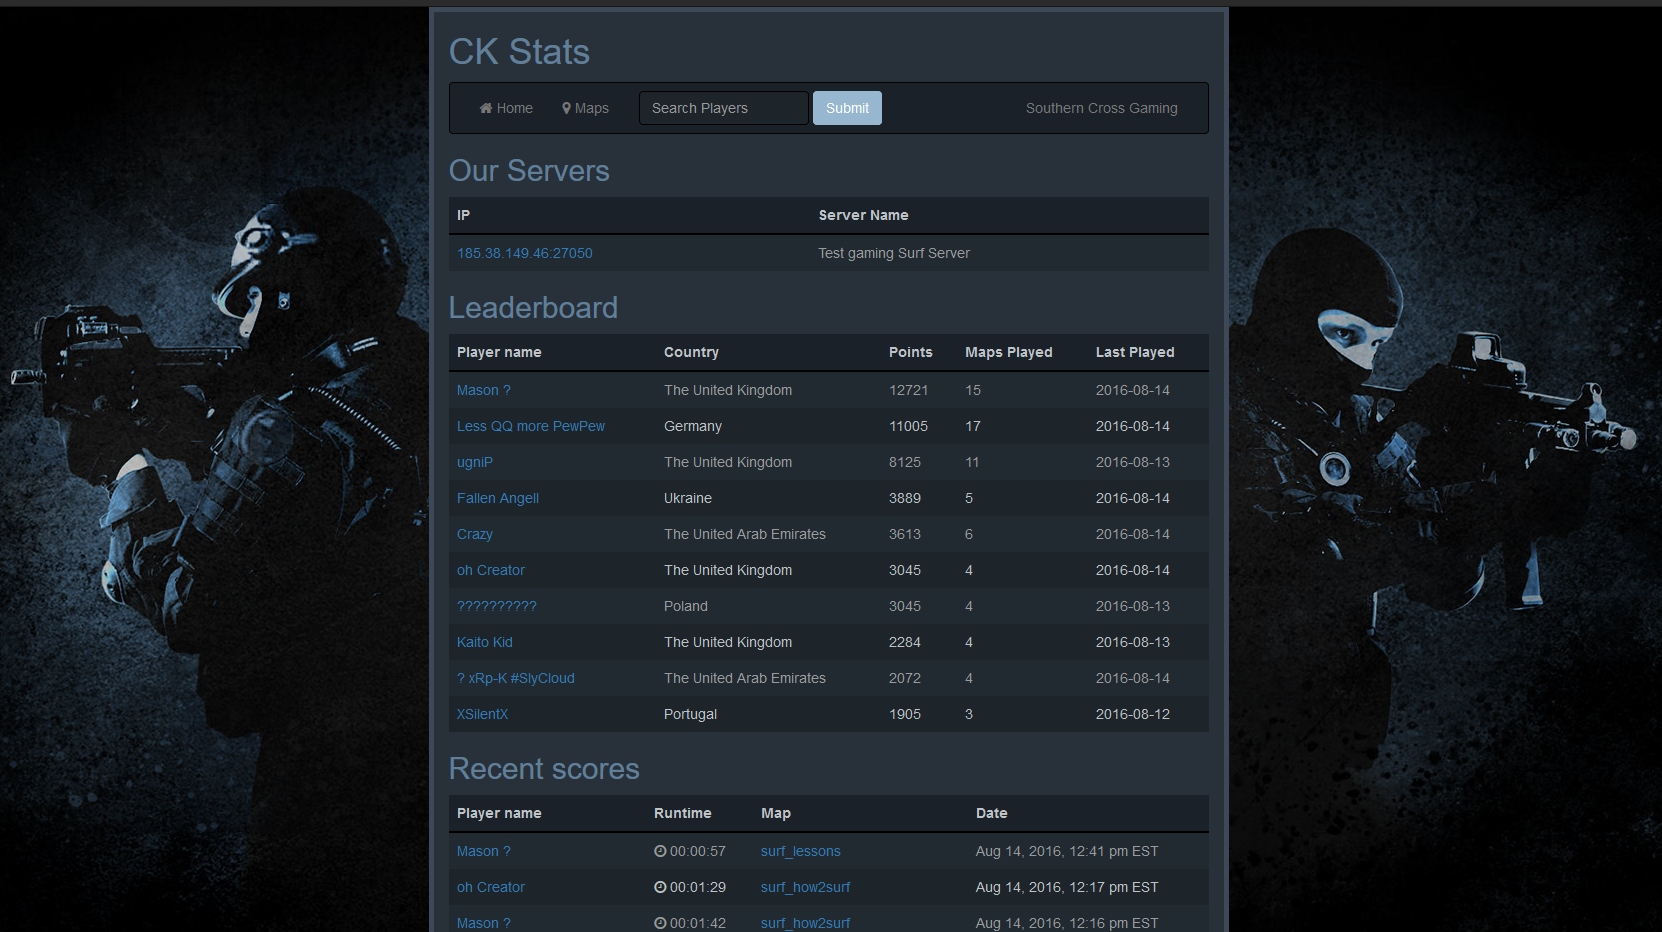 CK Stats
Home Maps Search Players Submit Southern Cross Gaming
Our Servers
IP Server Name
185.38.149.46:27050 Test gaming Surf Server
Leaderboard
Player name Country Points Maps Played Last Played
Mason ? The United Kingdom 12721 15 2016-08-14
Less QQ more PewPew Germany 11005 17 2016-08-14
ugniP The United Kingdom 8125 11 2016-08-13
Fallen Angell Ukraine 3889 5 2016-08-14
Crazy The United Arab Emirates 3613 6 2016-08-14
oh Creator The United Kingdom 3045 4 2016-08-14
?????????? Poland 3045 4 2016-08-13
Kaito Kid The United Kingdom 2284 4 2016-08-13
? xRp-K #SlyCloud The United Arab Emirates 2072 4 2016-08-14
XSilentX Portugal 1905 3 2016-08-12
Recent scores
Player name Runtime Map Date
Mason ? 00:00:57 surf_lessons Aug 14, 2016, 12:41 pm EST
oh Creator 00:01:29 surf_how2surf Aug 14, 2016, 12:17 pm EST
Mason ? 00:01:42 surf_how2surf Aug 14, 2016, 12:16 pm EST